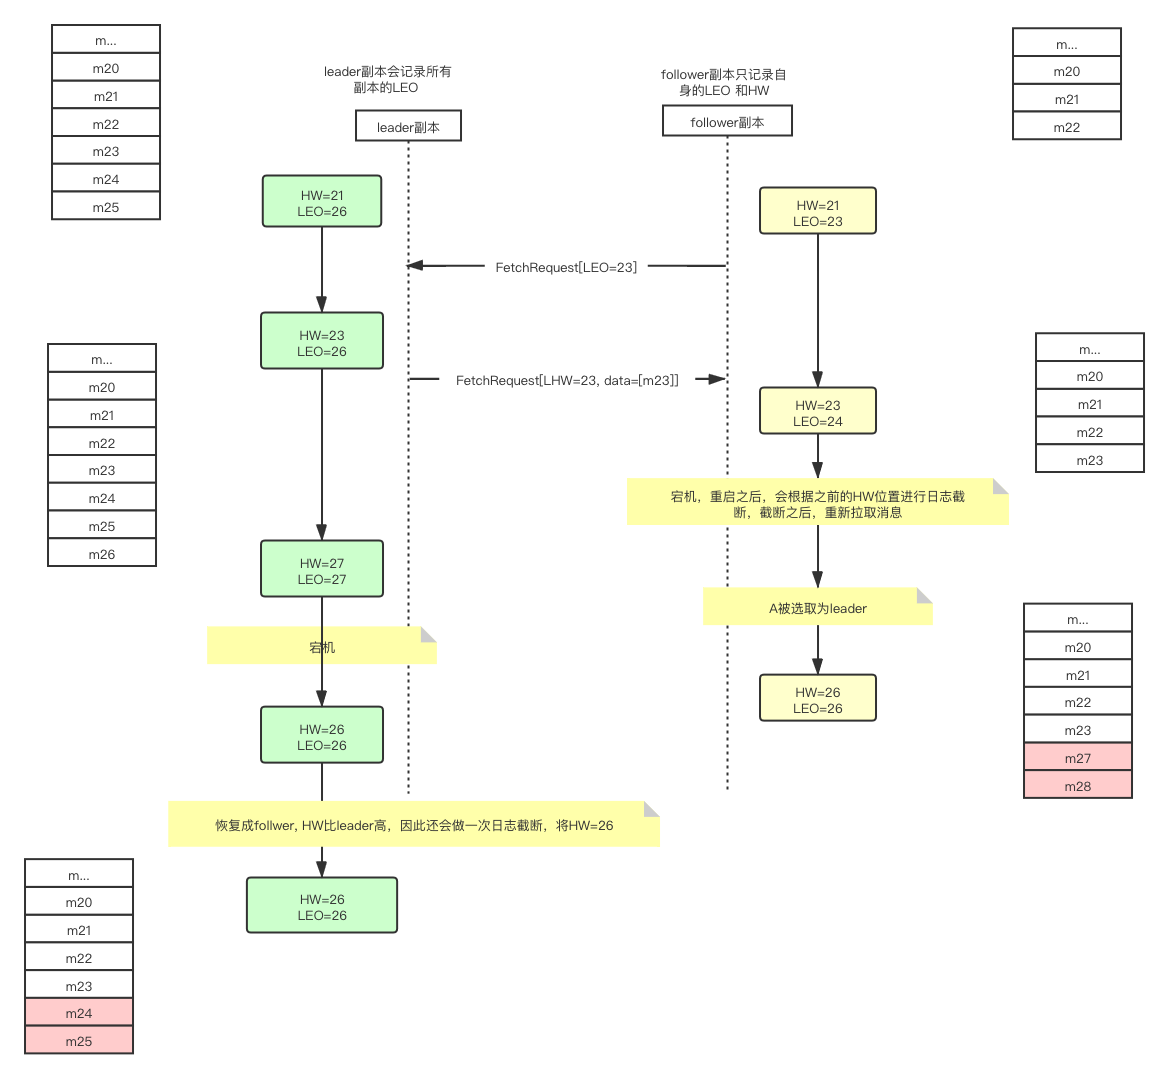 m...
m20
m21
m22
m23
m24
m25
leader副本会记录所有
副本的LEO
leader副本
follower副本只记录自
身的LEO 和HW
follower副本
m...
m20
m21
m22
HW=21
LEO=26
HW=21
LEO=23
FetchRequest[LEO=23]
HW=23
LEO=26
FetchRequest[LHW=23, data=[m23]]
HW=23
LEO=24
m...
m20
m21
m22
m23
m24
m25
m26
m...
m20
m21
m22
m23
宕机，重启之后，会根据之前的HW位置进行日志截
断，截断之后，重新拉取消息
HW=27
LEO=27
A被选取为leader
宕机
HW=26
LEO=26
HW=26
LEO=26
m...
m20
m21
m22
m23
m27
m28
恢复成follwer, HW比leader高，因此还会做一次日志截断，将HW=26
HW=26
LEO=26
m...
m20
m21
m22
m23
m24
m25